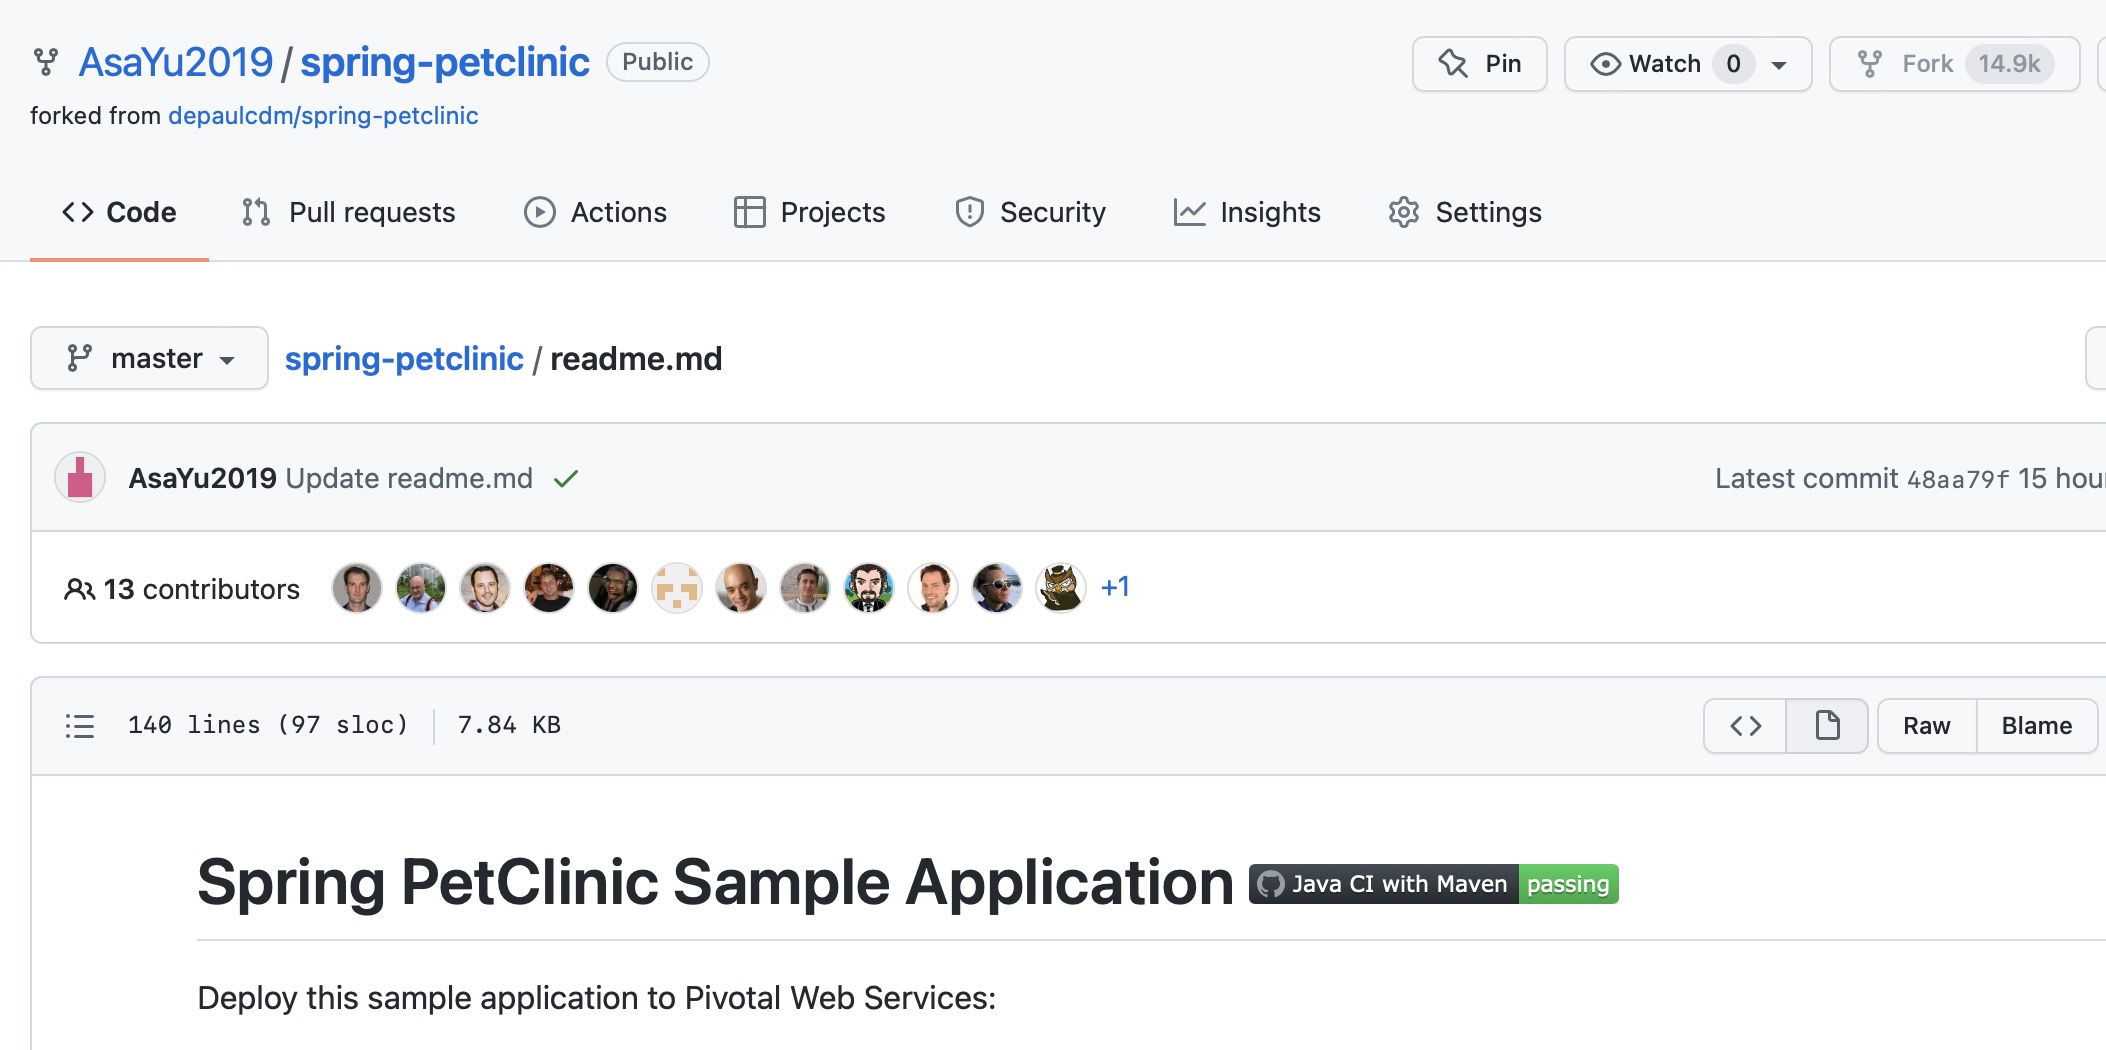 AsaYu2019 / spring-petclinic Public Pin Watch 0 Fork 14.9k
forked from depaulcdm/spring-petclinic
Code Pull requests Actions Projects Security Insights Settings
master spring-petclinic / readme.md
AsaYu2019 Update readme.md Latest commit 48aa79f 15 hou
13 contributors +1
140 lines (97 sloc) 7.84 KB Raw Blame
Spring PetClinic Sample Application Java CI with Maven passing
Deploy this sample application to Pivotal Web Services: